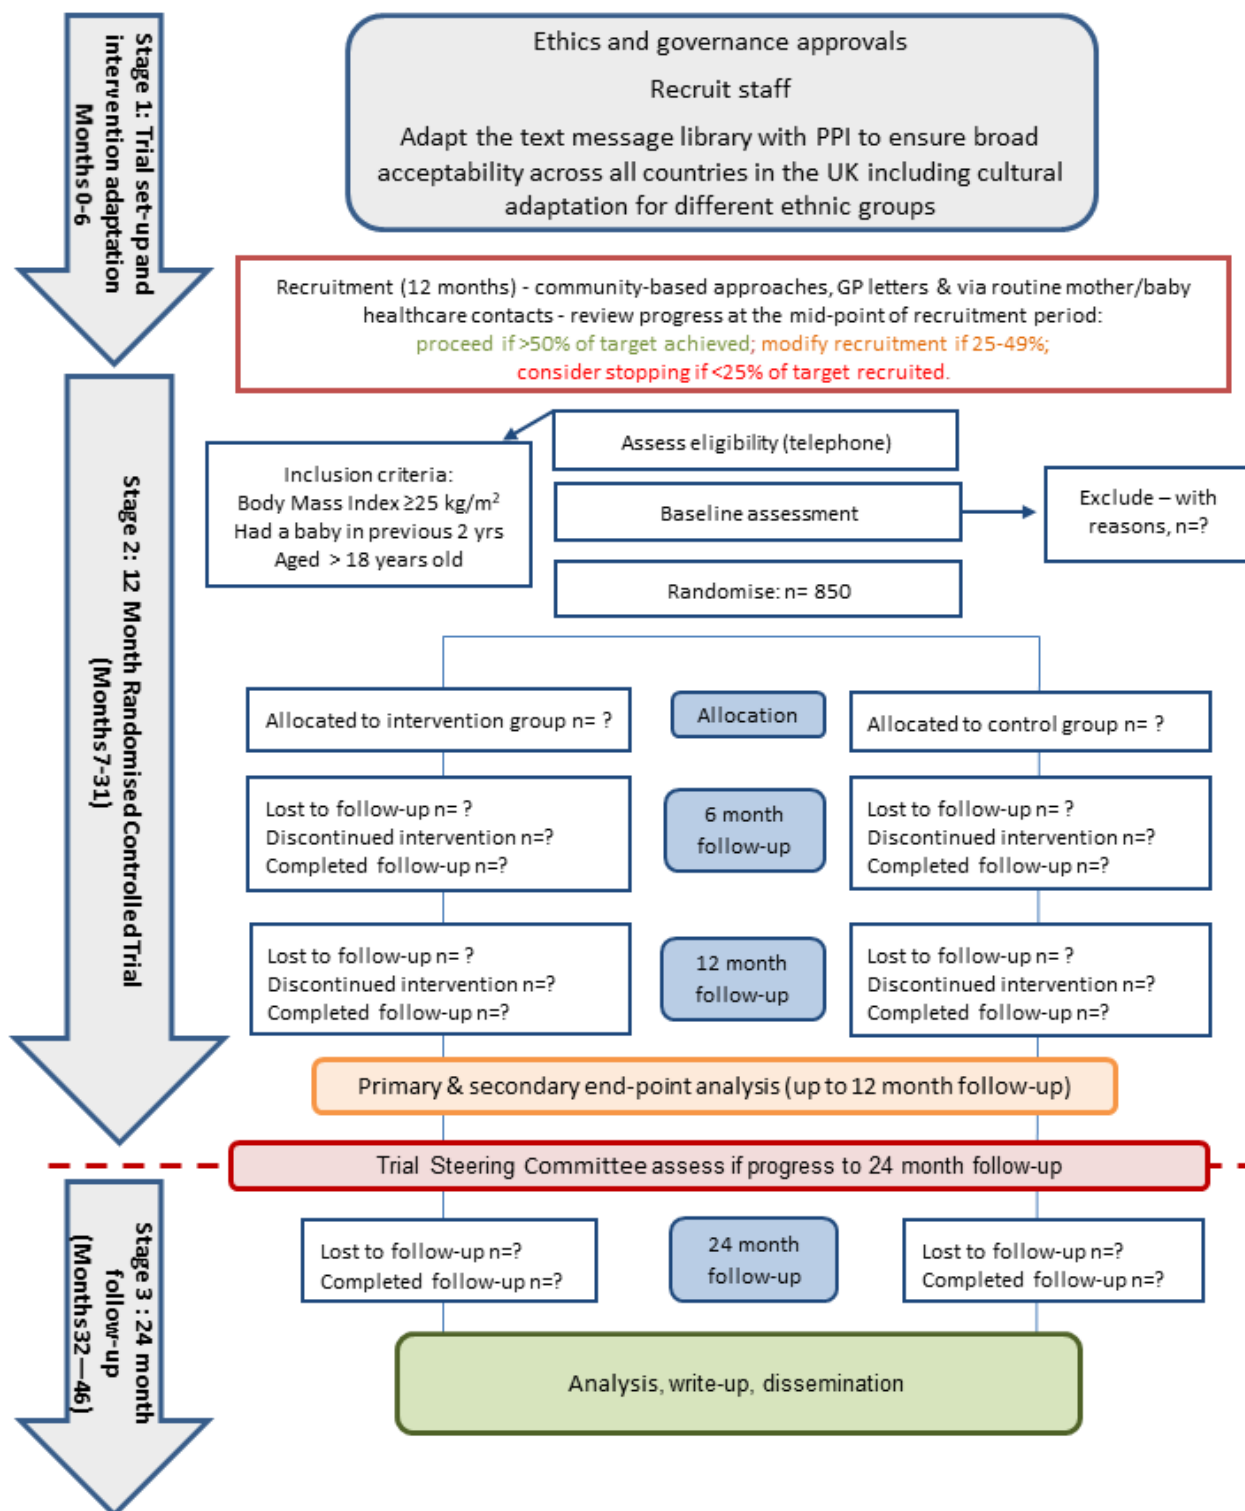 Stage 1: Trial set-up and
intervention adaptation
Months 0-6
Ethics and governance approvals
Recruit staff
Adapt the text message library with PPI to ensure broad
acceptability across all countries in the UK including cultural
adaptation for different ethnic groups
Recruitment (12 months) - community-based approaches, GP letters & via routine mother/baby
healthcare contacts - review progress at the mid-point of recruitment period:
proceed if >50% of target achieved; modify recruitment if 25-49%;
consider stopping if <25% of target recruited.
Stage 2: 12 Month Randomised Controlled Trial
(Months 7-31)
Assess eligibility (telephone)
Inclusion criteria:
Body Mass Index ≥25 kg/m²
Had a baby in previous 2 yrs
Aged > 18 years old
Baseline assessment
Exclude – with
reasons, n=?
Randomise: n= 850
Allocated to intervention group n= ?
Allocation
Allocated to control group n= ?
Lost to follow-up n= ?
Discontinued intervention n=?
Completed follow-up n=?
6 month
follow-up
Lost to follow-up n= ?
Discontinued intervention n=?
Completed follow-up n=?
Lost to follow-up n= ?
Discontinued intervention n=?
Completed follow-up n=?
12 month
follow-up
Lost to follow-up n= ?
Discontinued intervention n=?
Completed follow-up n=?
Primary & secondary end-point analysis (up to 12 month follow-up)
Trial Steering Committee assess if progress to 24 month follow-up
Stage 3 : 24 month
follow-up
(Months 32—46)
Lost to follow-up n=?
Completed follow-up n=?
24 month
follow-up
Lost to follow-up n=?
Completed follow-up n=?
Analysis, write-up, dissemination